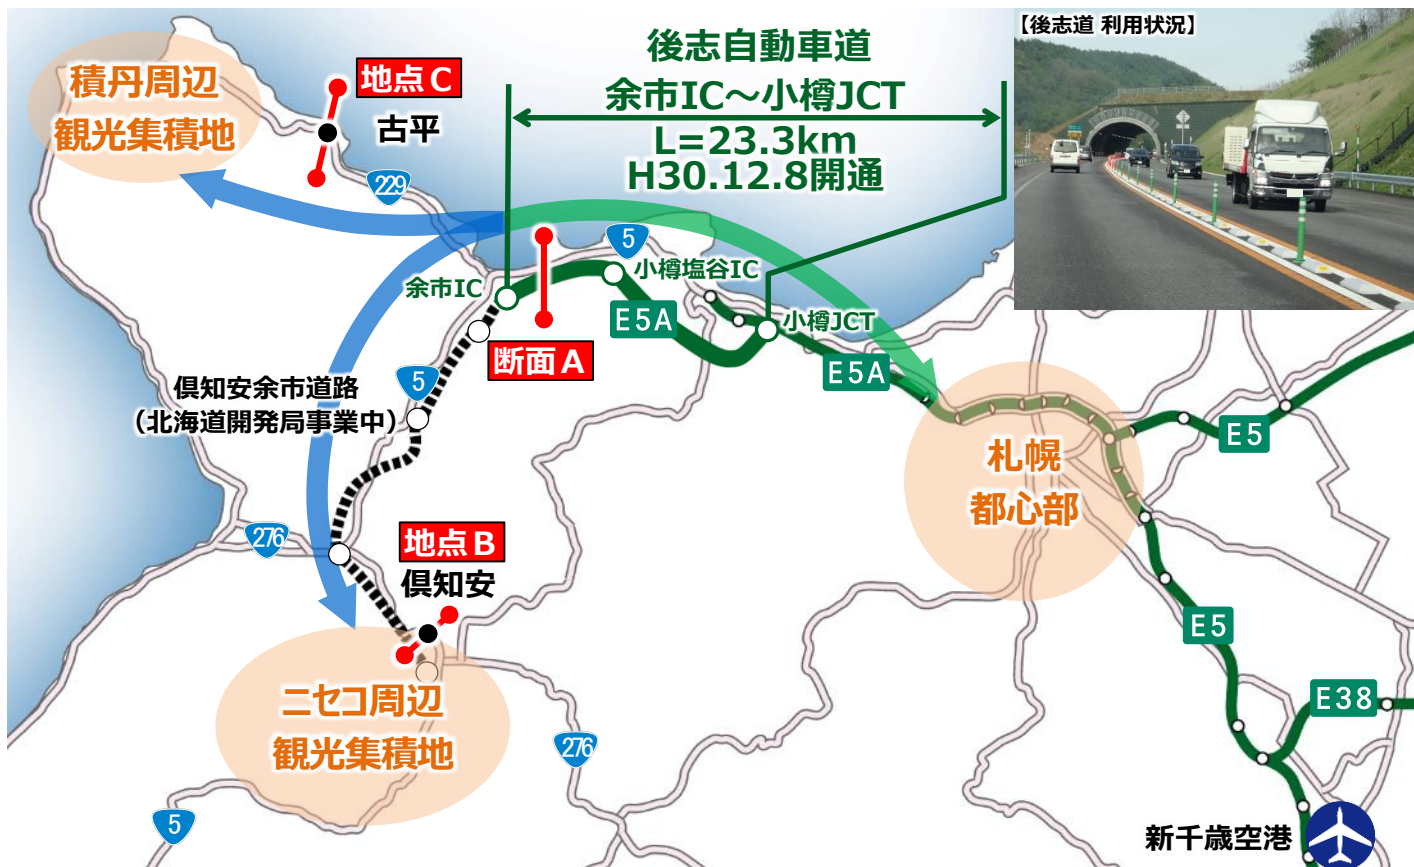 後志自動車道
余市IC～小樽JCT
L=23.3km
H30.12.8開通
【後志道 利用状況】
積丹周辺
観光集積地
地点C
古平
229
5
小樽塩谷IC
余市IC
E5A
小樽JCT
断面A
E5A
5
倶知安余市道路
（北海道開発局事業中）
E5
札幌
都心部
276
地点B
倶知安
E5
ニセコ周辺
観光集積地
E38
276
5
新千歳空港